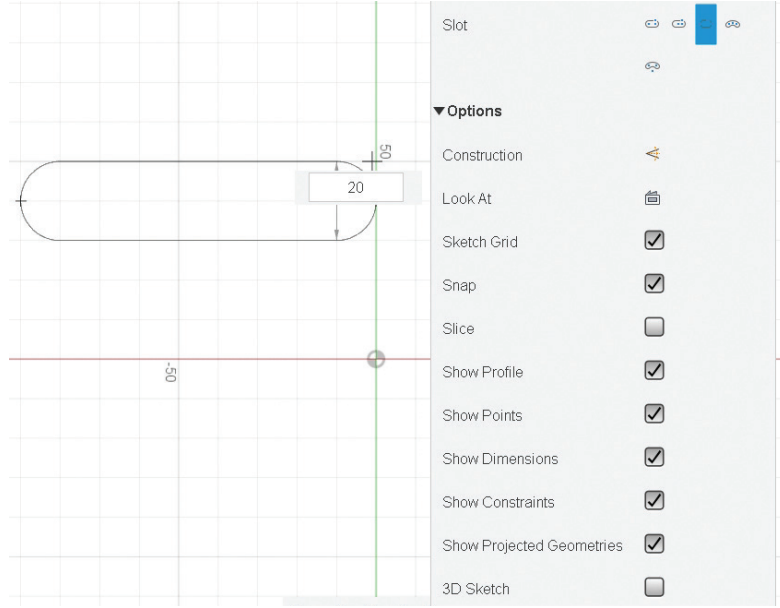 Slot
▼Options
50
Construction
20
Look At
Sketch Grid
Snap
Slice
-50
Show Profile
Show Points
Show Dimensions
Show Constraints
Show Projected Geometries
3D Sketch